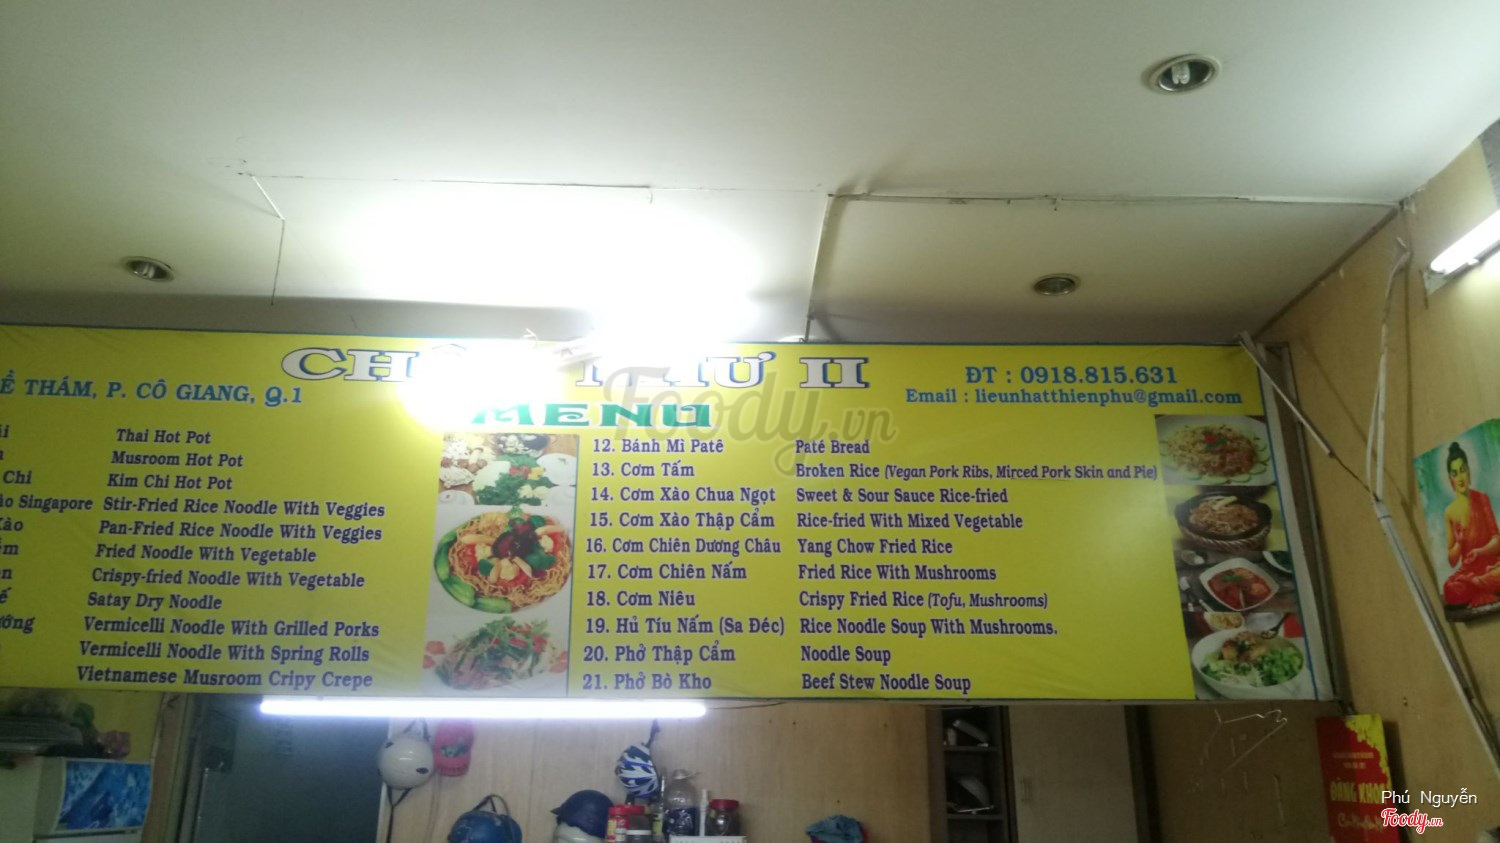 CH II
MENU
THÁM, P. CÔ GIANG, Q.1
ĐT : 0918.815.631
Email : lieunhatthienphu@gmail.com
Thai Hot Pot
Musroom Hot Pot
Chi Kim Chi Hot Pot
Singapore Stir-Fried Rice Noodle With Veggies
Pan-Fried Rice Noodle With Veggies
Fried Noodle With Vegetable
Crispy-fried Noodle With Vegetable
Satay Dry Noodle
Vermicelli Noodle With Grilled Porks
Vermicelli Noodle With Spring Rolls
Vietnamese Musroom Cripy Crepe
12. Bánh Mì Patê Paté Bread
13. Cơm Tấm Broken Rice (Vegan Pork Ribs, Mirced Pork Skin and Pie)
14. Cơm Xào Chua Ngọt Sweet & Sour Sauce Rice-fried
15. Cơm Xào Thập Cẩm Rice-fried With Mixed Vegetable
16. Cơm Chiên Dương Châu Yang Chow Fried Rice
17. Cơm Chiên Nấm Fried Rice With Mushrooms
18. Cơm Niêu Crispy Fried Rice (Tofu, Mushrooms)
19. Hủ Tíu Nấm (Sa Đéc) Rice Noodle Soup With Mushrooms.
20. Phở Thập Cẩm Noodle Soup
21. Phở Bò Kho Beef Stew Noodle Soup
Foody.vn
ĐĂNG KHOA
Phú Nguyễn
Foody.vn